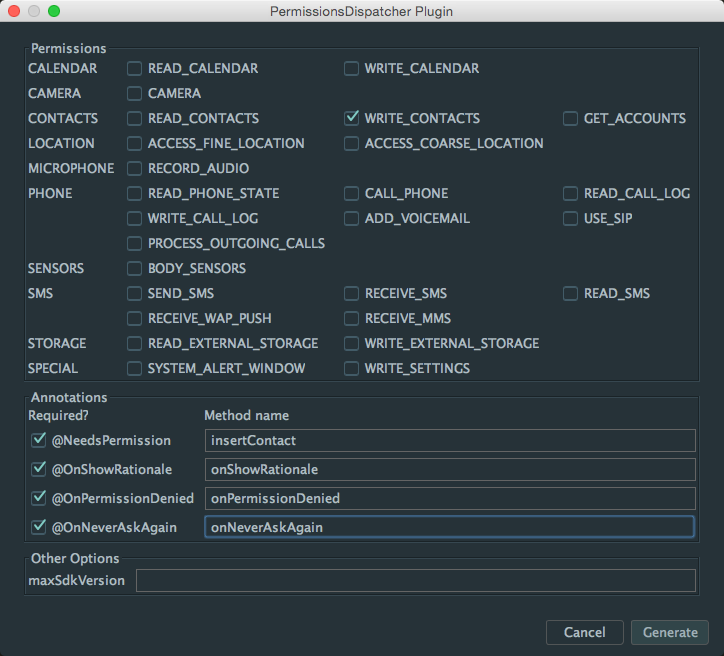 PermissionsDispatcher Plugin
Permissions
CALENDAR READ_CALENDAR WRITE_CALENDAR
CAMERA CAMERA
CONTACTS READ_CONTACTS WRITE_CONTACTS GET_ACCOUNTS
LOCATION ACCESS_FINE_LOCATION ACCESS_COARSE_LOCATION
MICROPHONE RECORD_AUDIO
PHONE READ_PHONE_STATE CALL_PHONE READ_CALL_LOG
WRITE_CALL_LOG ADD_VOICEMAIL USE_SIP
PROCESS_OUTGOING_CALLS
SENSORS BODY_SENSORS
SMS SEND_SMS RECEIVE_SMS READ_SMS
RECEIVE_WAP_PUSH RECEIVE_MMS
STORAGE READ_EXTERNAL_STORAGE WRITE_EXTERNAL_STORAGE
SPECIAL SYSTEM_ALERT_WINDOW WRITE_SETTINGS
Annotations
Required? Method name
@NeedsPermission insertContact
@OnShowRationale onShowRationale
@OnPermissionDenied onPermissionDenied
@OnNeverAskAgain onNeverAskAgain
Other Options
maxSdkVersion
Cancel Generate